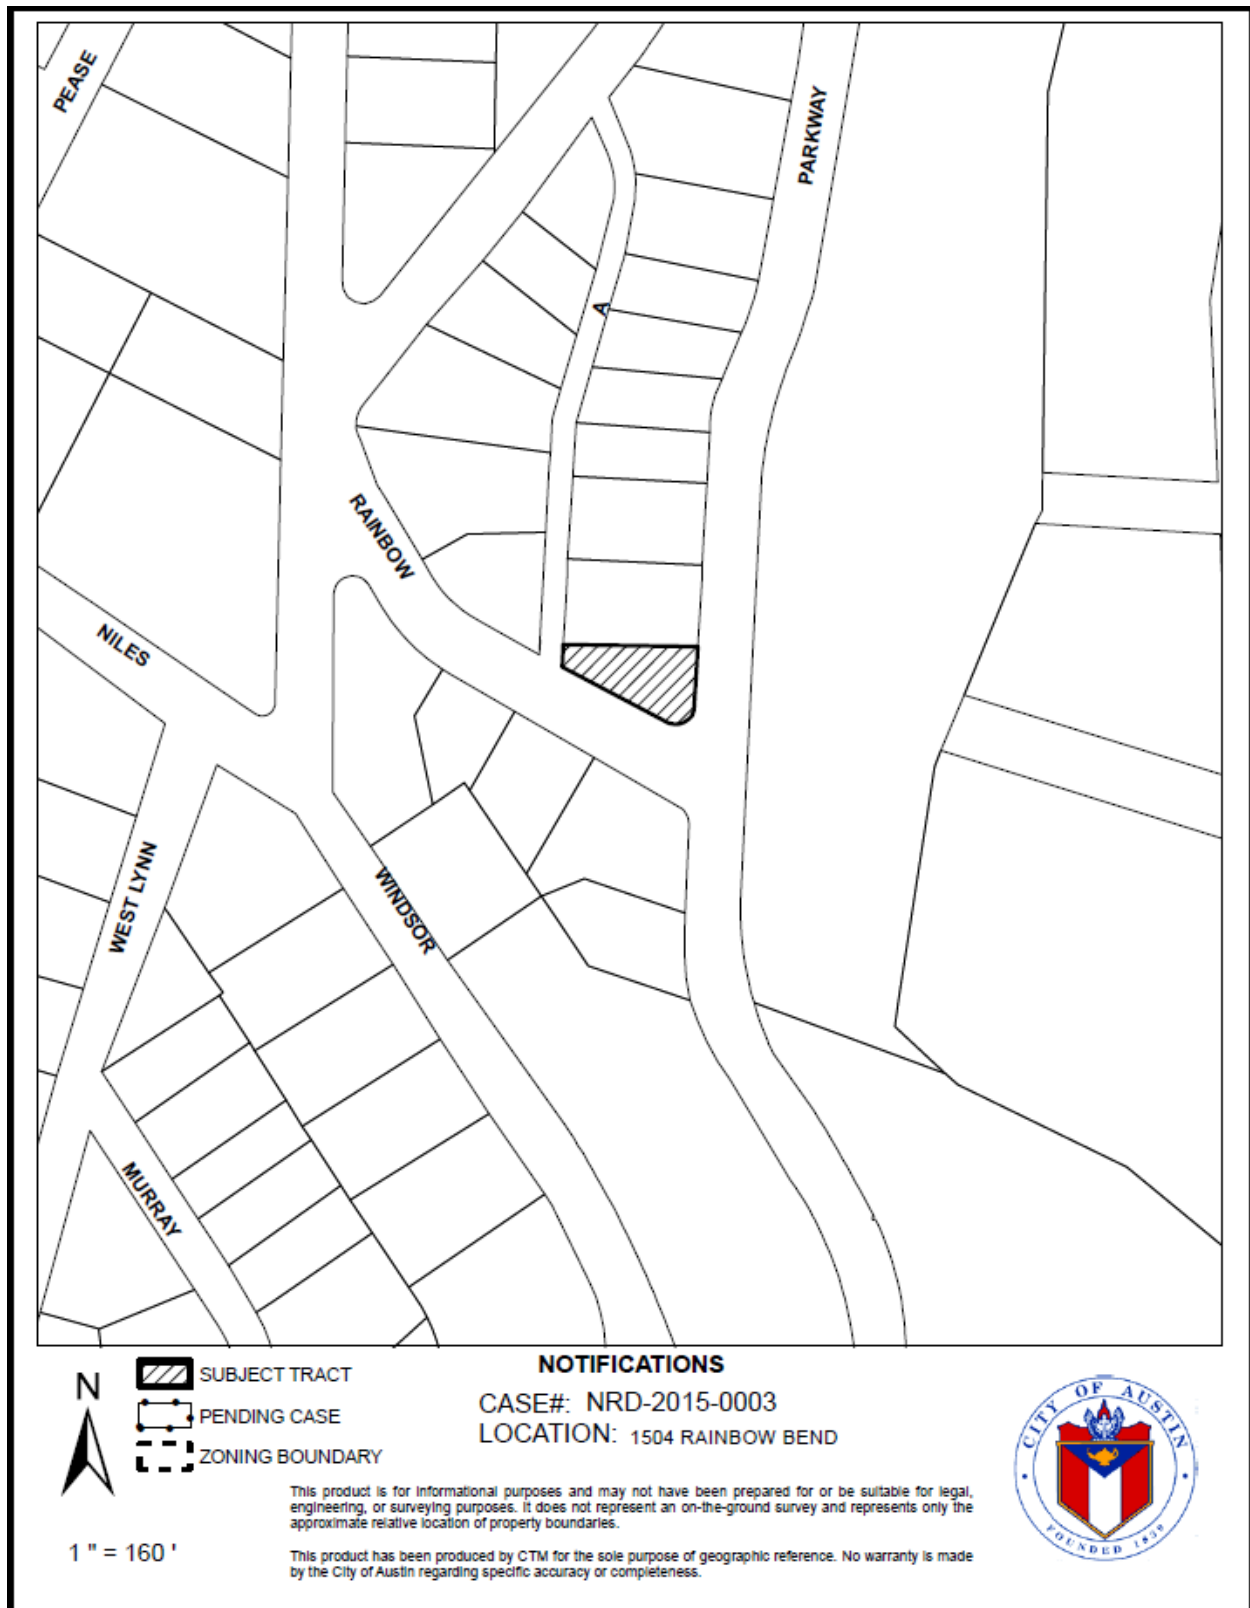 PEASE
PARKWAY
A
RAINBOW
NILES
WEST LYNN
WINDSOR
MURRAY
N
SUBJECT TRACT
PENDING CASE
ZONING BOUNDARY
1 " = 160 '
NOTIFICATIONS
CASE#: NRD-2015-0003
LOCATION: 1504 RAINBOW BEND
This product is for informational purposes and may not have been prepared for or be suitable for legal,
engineering, or surveying purposes. It does not represent an on-the-ground survey and represents only the
approximate relative location of property boundaries.
This product has been produced by CTM for the sole purpose of geographic reference. No warranty is made
by the City of Austin regarding specific accuracy or completeness.
CITY OF AUSTIN
FOUNDED 1839